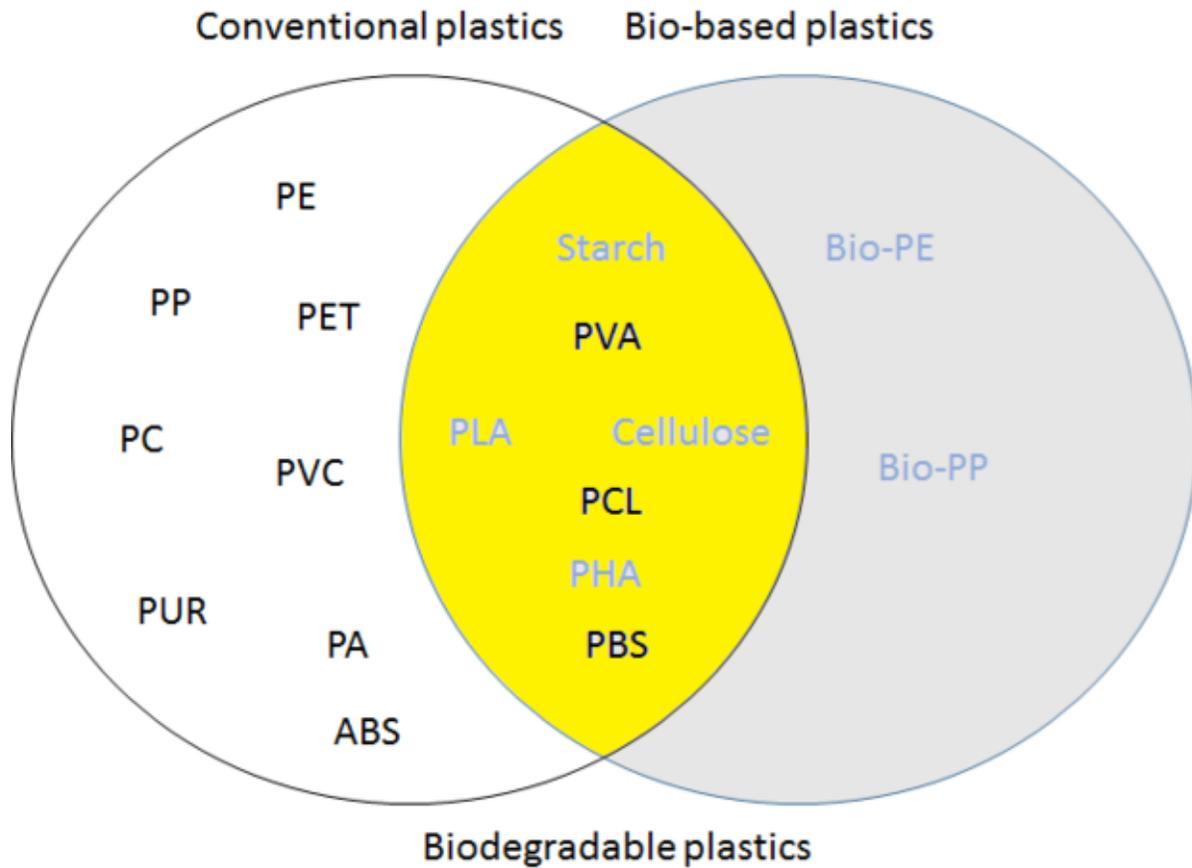 Conventional plastics
Bio-based plastics
PE
PP
PET
PC
PVC
PUR
PA
ABS
Starch
PVA
PLA
Cellulose
PCL
PHA
PBS
Bio-PE
Bio-PP
Biodegradable plastics